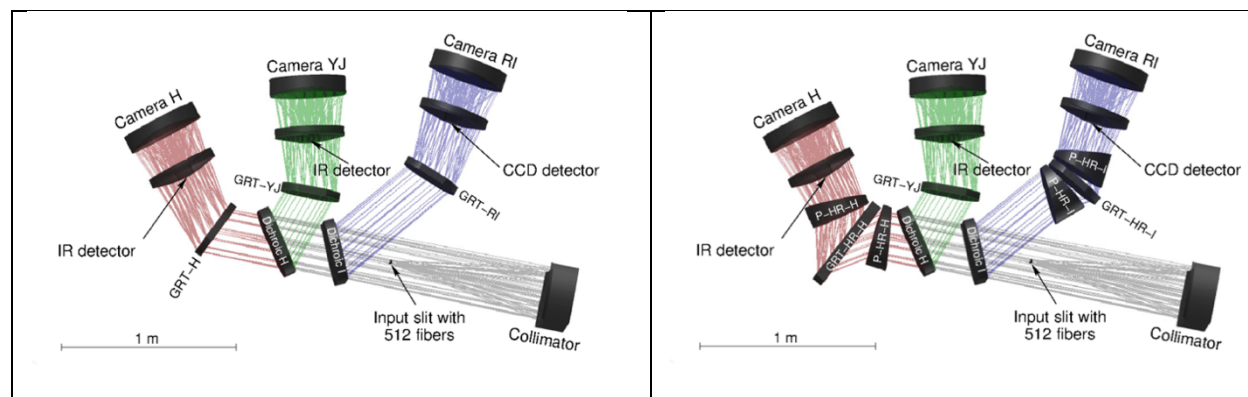 Camera H
Camera YJ
Camera RI
IR detector
CCD detector
GRT-YJ
GRT-RI
IR detector
GRT-H
Dichroic H
Dichroic I
Input slit with
512 fibers
Collimator
1 m
Camera H
Camera YJ
Camera RI
P-HR-I
IR detector
CCD detector
GRT-YJ
P-HR-I
GRT-HR-I
P-HR-H
IR detector
GRT-HR-H
P-HR-H
Dichroic H
Dichroic I
Input slit with
512 fibers
Collimator
1 m